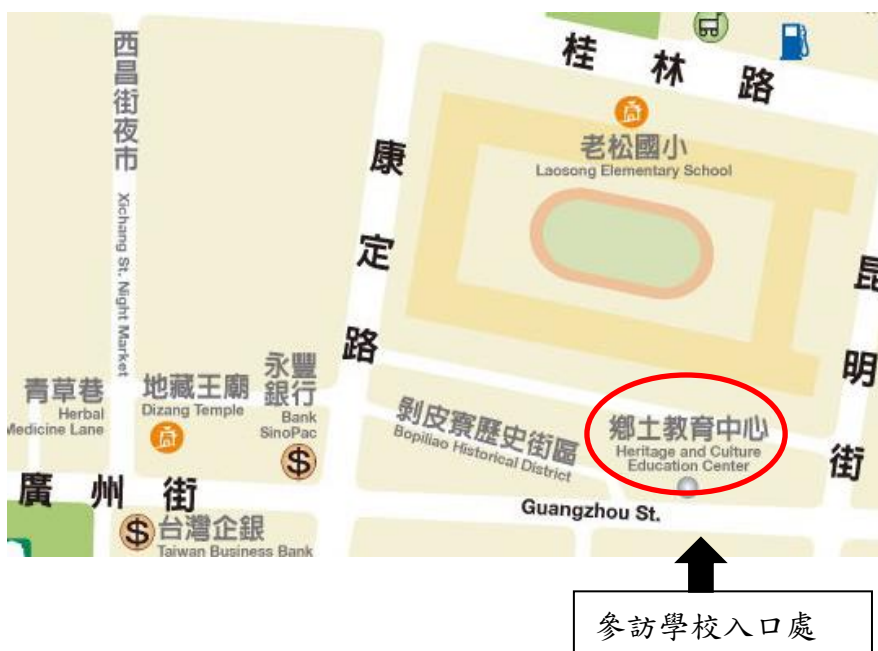 西昌街夜市
Xichang St. Night Market
桂林路
老松國小
Laosong Elementary School
康定路
昆明街
青草巷
Herbal
Medicine Lane
地藏王廟
Dizang Temple
永豐
銀行
Bank
SinoPac
$
剝皮寮歷史街區
Bopiliao Historical District
鄉土教育中心
Heritage and Culture
Education Center
廣州街
Guangzhou St.
$
台灣企銀
Taiwan Business Bank
參訪學校入口處